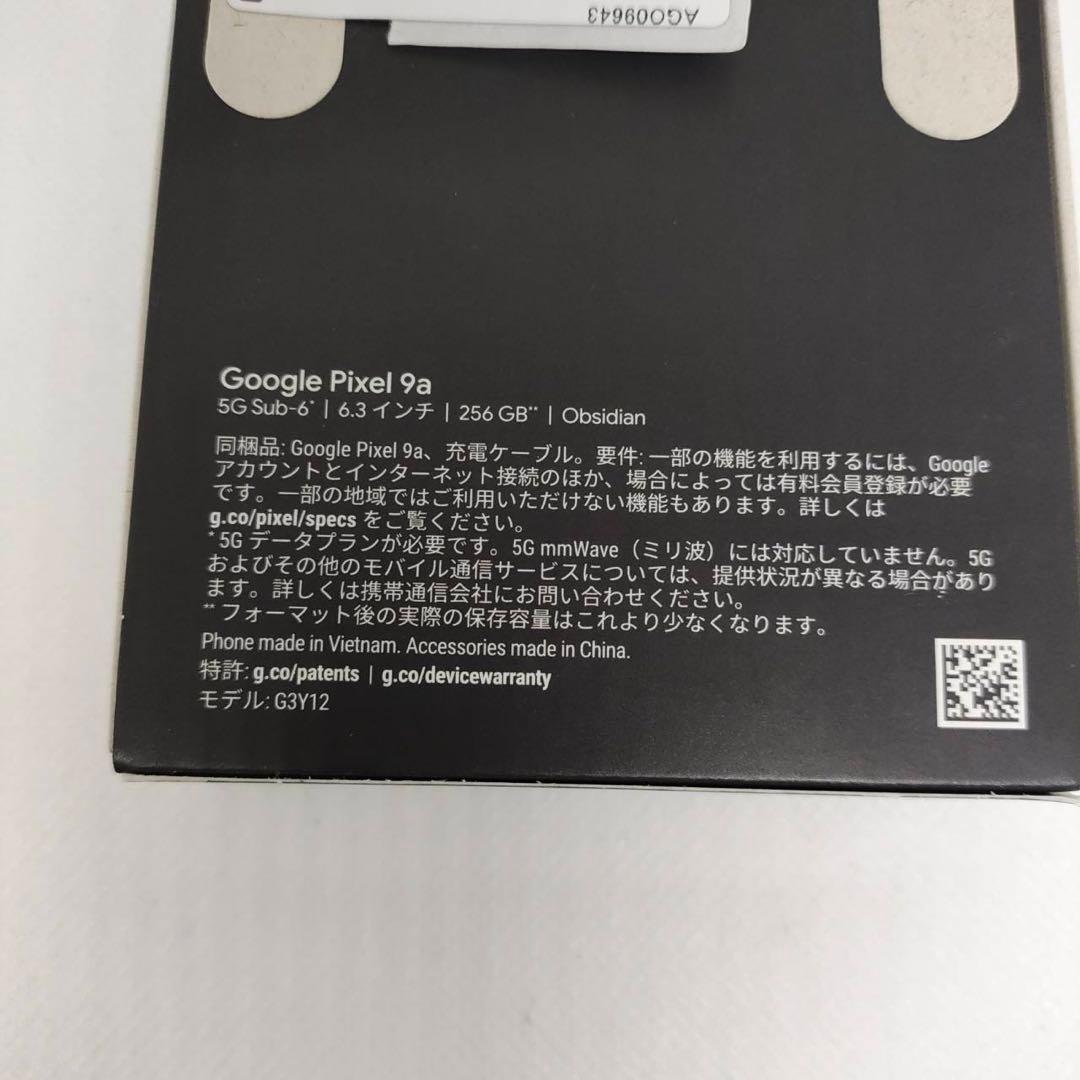 AGO09643
Google Pixel 9a
5G Sub-6* | 6.3 インチ | 256 GB** | Obsidian
同梱品: Google Pixel 9a、充電ケーブル。要件: 一部の機能を利用するには、Google
アカウントとインターネット接続のほか、場合によっては有料会員登録が必要
です。一部の地域ではご利用いただけない機能もあります。詳しくは
g.co/pixel/specs をご覧ください。
*5G データプランが必要です。5G mmWave（ミリ波）には対応していません。5G
およびその他のモバイル通信サービスについては、提供状況が異なる場合があり
ます。詳しくは携帯通信会社にお問い合わせください。
**フォーマット後の実際の保存容量はこれより少なくなります。
Phone made in Vietnam. Accessories made in China.
特許: g.co/patents | g.co/devicewarranty
モデル: G3Y12